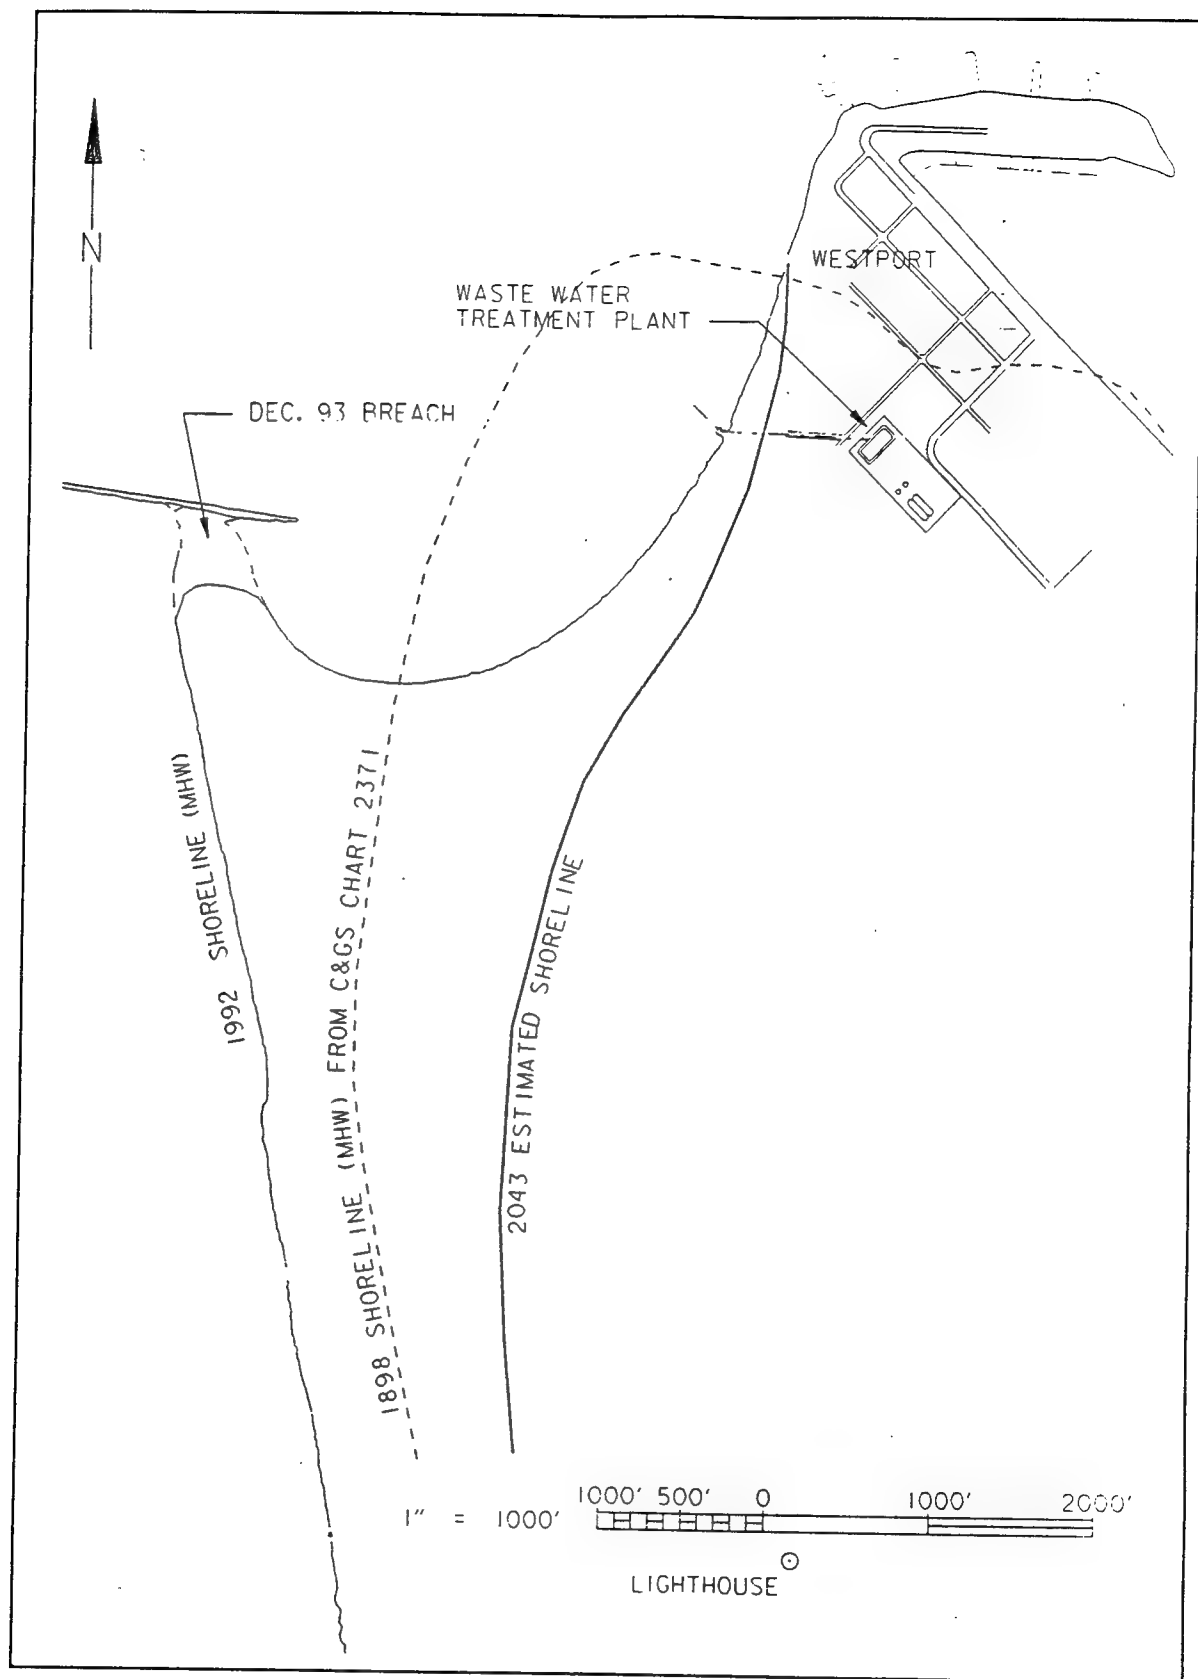 N
WESTPORT
WASTE WATER
TREATMENT PLANT
DEC. 93 BREACH
1992 SHORELINE (MHW)
1898 SHORELINE (MHW) FROM C&GS CHART 2371
2043 ESTIMATED SHORELINE
1" = 1000'
1000' 500' 0 1000' 2000'
LIGHTHOUSE